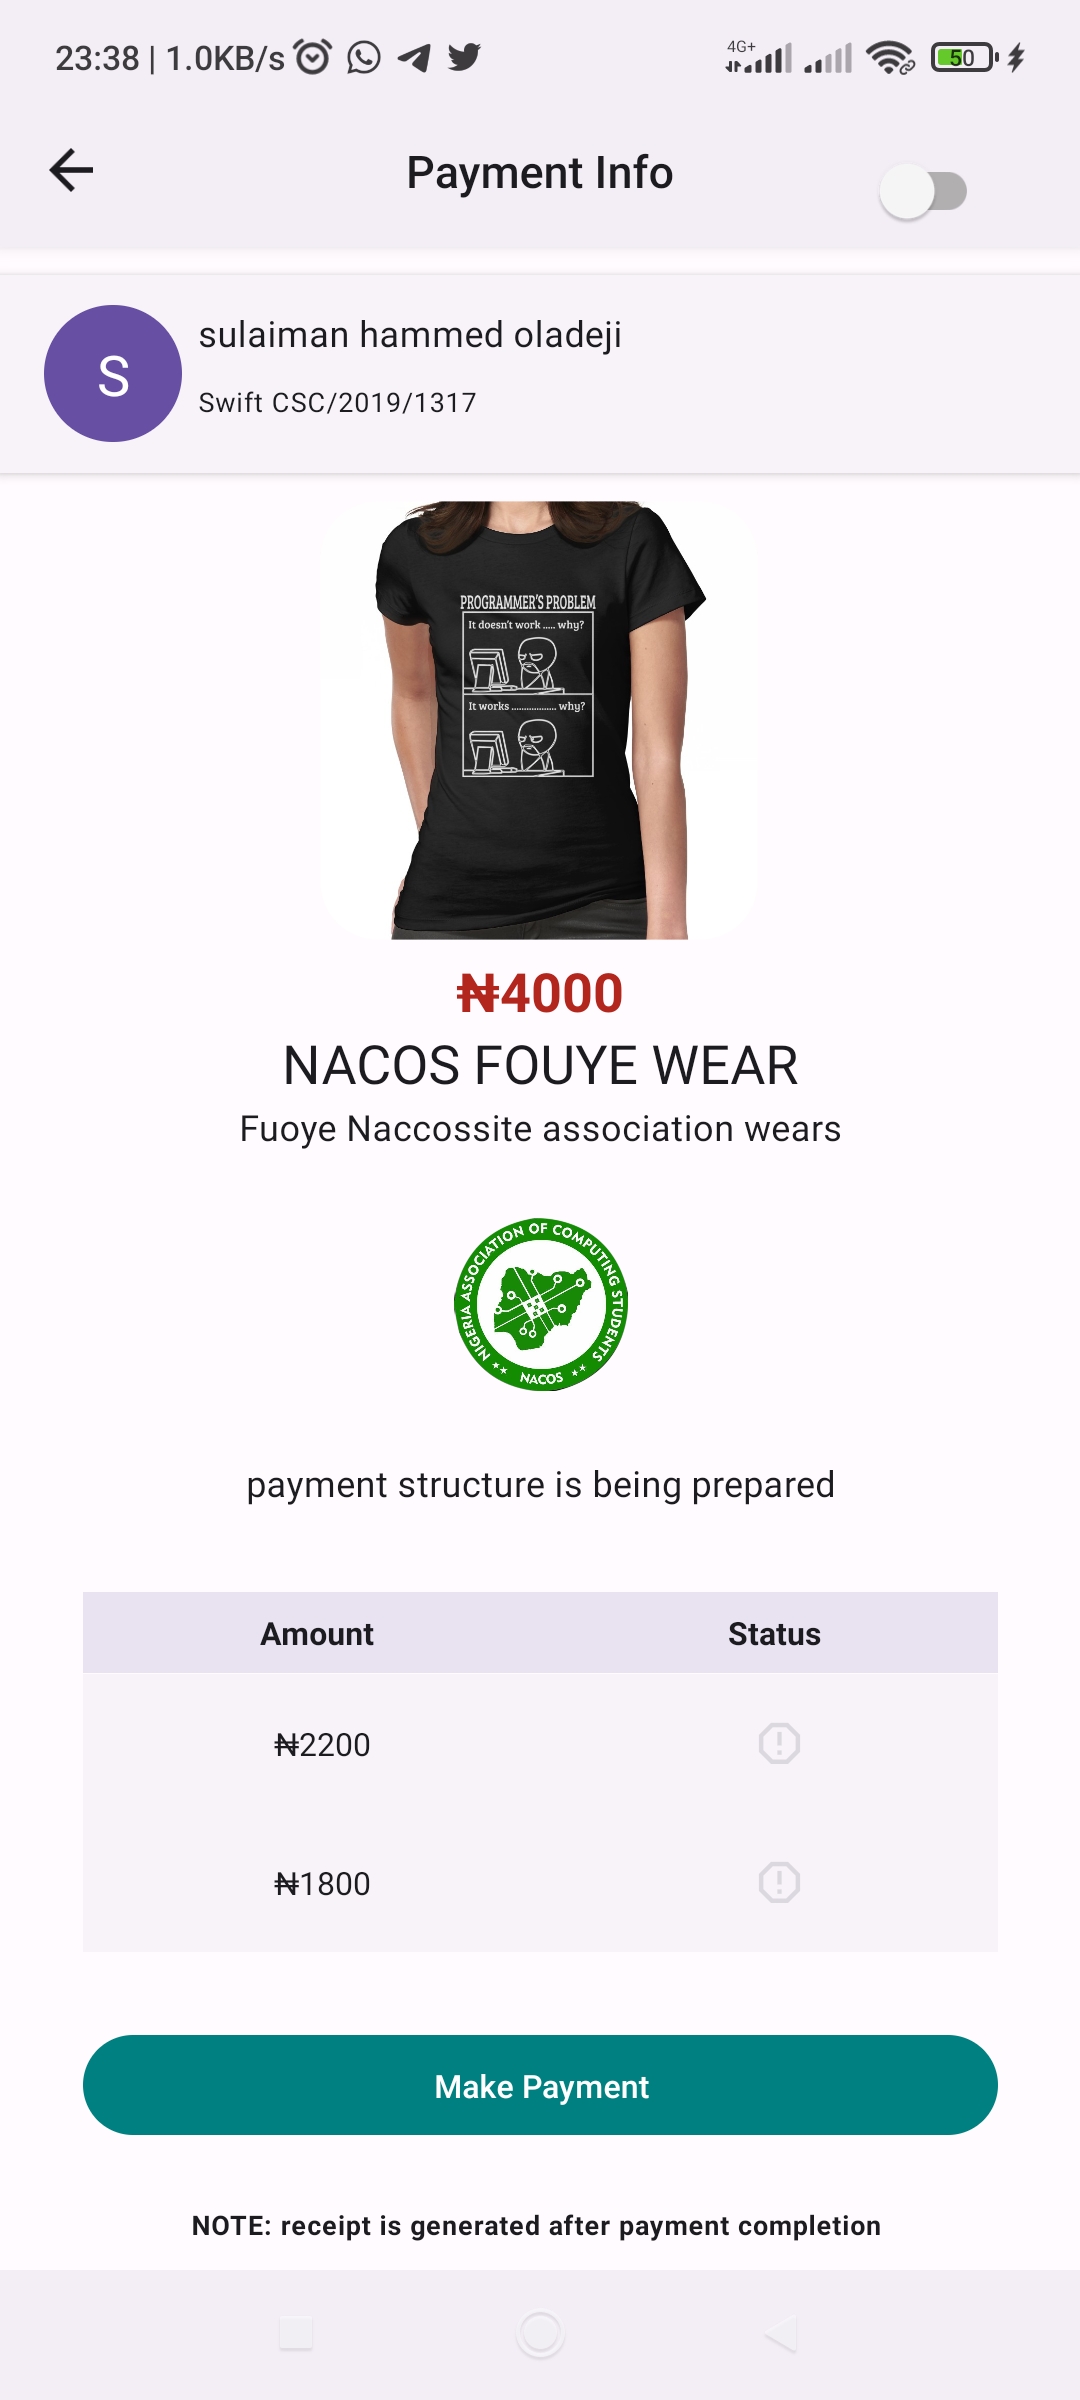 23:38 | 1.0KB/s
4G+
50
Payment Info
S
sulaiman hammed oladeji
Swift CSC/2019/1317
PROGRAMMER'S PROBLEM
It doesn't work ..... why?
It works .................. why?
₦4000
NACOS FOUYE WEAR
Fuoye Naccossite association wears
NIGERIA ASSOCIATION OF COMPUTING STUDENTS
NACOS
payment structure is being prepared
Amount Status
₦2200
₦1800
Make Payment
NOTE: receipt is generated after payment completion